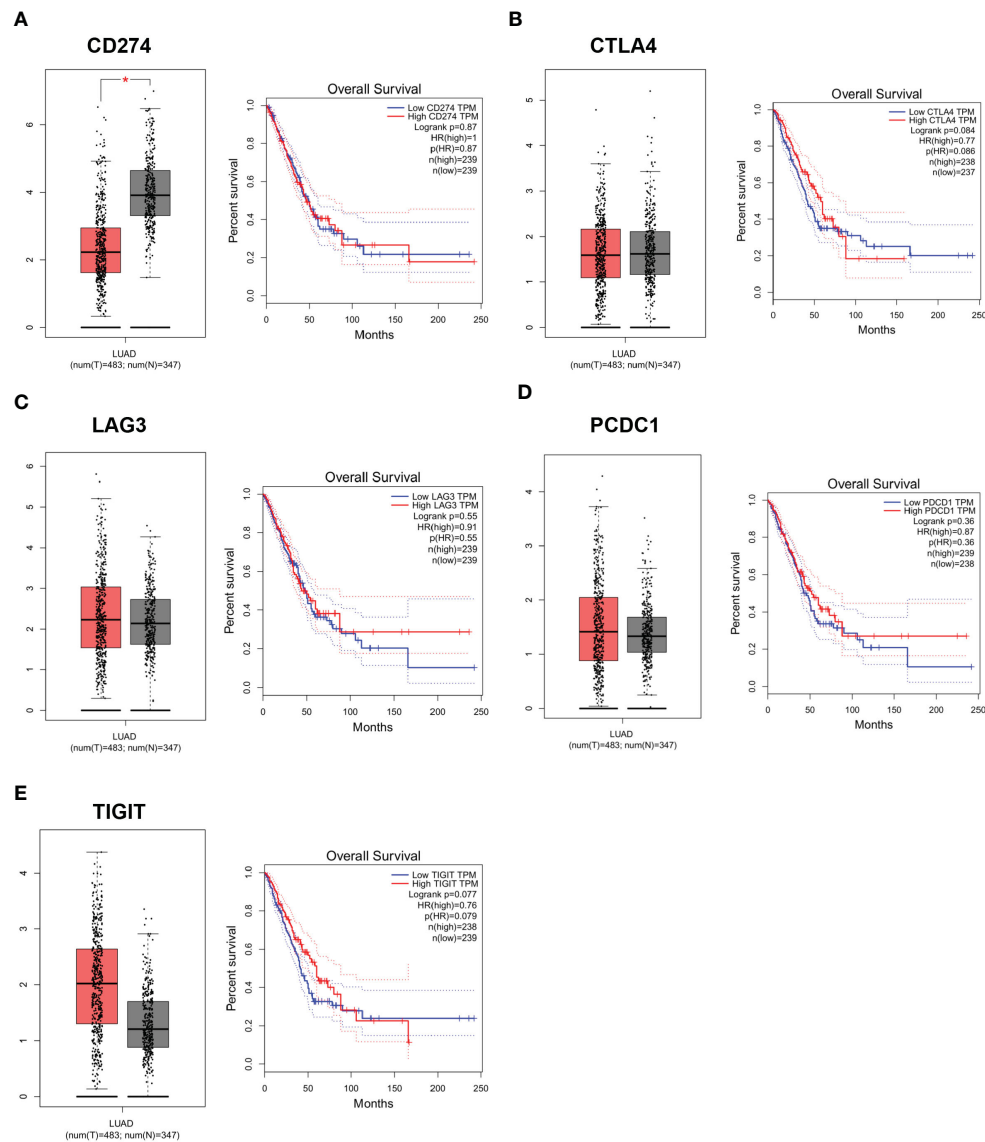 A
CD274
*
6
4
2
0
LUAD
(num(T)=483; num(N)=347)
Overall Survival
Low CD274 TPM
High CD274 TPM
Logrank p=0.87
HR(high)=1
p(HR)=0.87
n(high)=239
n(low)=239
Percent survival
1.0
0.8
0.6
0.4
0.2
0.0
0 50 100 150 200 250
Months
B
CTLA4
5
4
3
2
1
0
LUAD
(num(T)=483; num(N)=347)
Overall Survival
Low CTLA4 TPM
High CTLA4 TPM
Logrank p=0.084
HR(high)=0.77
p(HR)=0.086
n(high)=238
n(low)=237
Percent survival
1.0
0.8
0.6
0.4
0.2
0.0
0 50 100 150 200 250
Months
C
LAG3
6
5
4
3
2
1
0
LUAD
(num(T)=483; num(N)=347)
Overall Survival
Low LAG3 TPM
High LAG3 TPM
Logrank p=0.55
HR(high)=0.91
p(HR)=0.55
n(high)=239
n(low)=239
Percent survival
1.0
0.8
0.6
0.4
0.2
0.0
0 50 100 150 200 250
Months
D
PCDC1
4
3
2
1
0
LUAD
(num(T)=483; num(N)=347)
Overall Survival
Low PDCD1 TPM
High PDCD1 TPM
Logrank p=0.36
HR(high)=0.87
p(HR)=0.36
n(high)=239
n(low)=238
Percent survival
1.0
0.8
0.6
0.4
0.2
0.0
0 50 100 150 200 250
Months
E
TIGIT
4
3
2
1
0
LUAD
(num(T)=483; num(N)=347)
Overall Survival
Low TIGIT TPM
High TIGIT TPM
Logrank p=0.077
HR(high)=0.76
p(HR)=0.079
n(high)=238
n(low)=239
Percent survival
1.0
0.8
0.6
0.4
0.2
0.0
0 50 100 150 200 250
Months